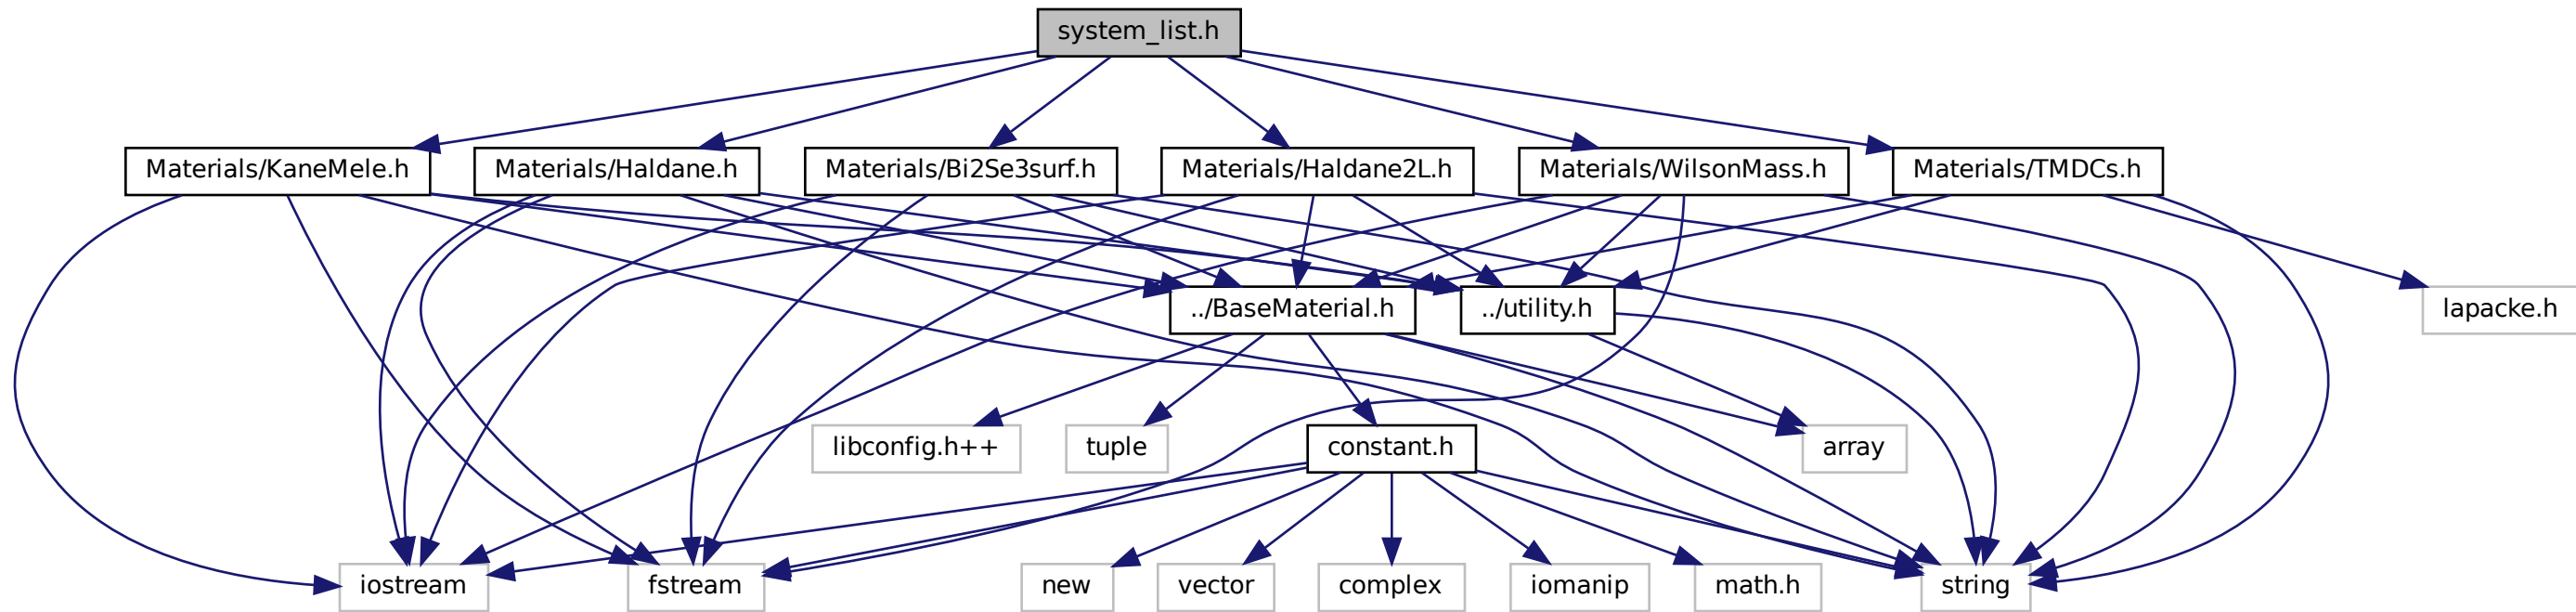 system_list.h
Materials/KaneMele.h
Materials/Haldane.h
Materials/Bi2Se3surf.h
Materials/Haldane2L.h
Materials/WilsonMass.h
Materials/TMDCs.h
../BaseMaterial.h
../utility.h
lapacke.h
libconfig.h++
tuple
constant.h
array
iostream
fstream
new
vector
complex
iomanip
math.h
string